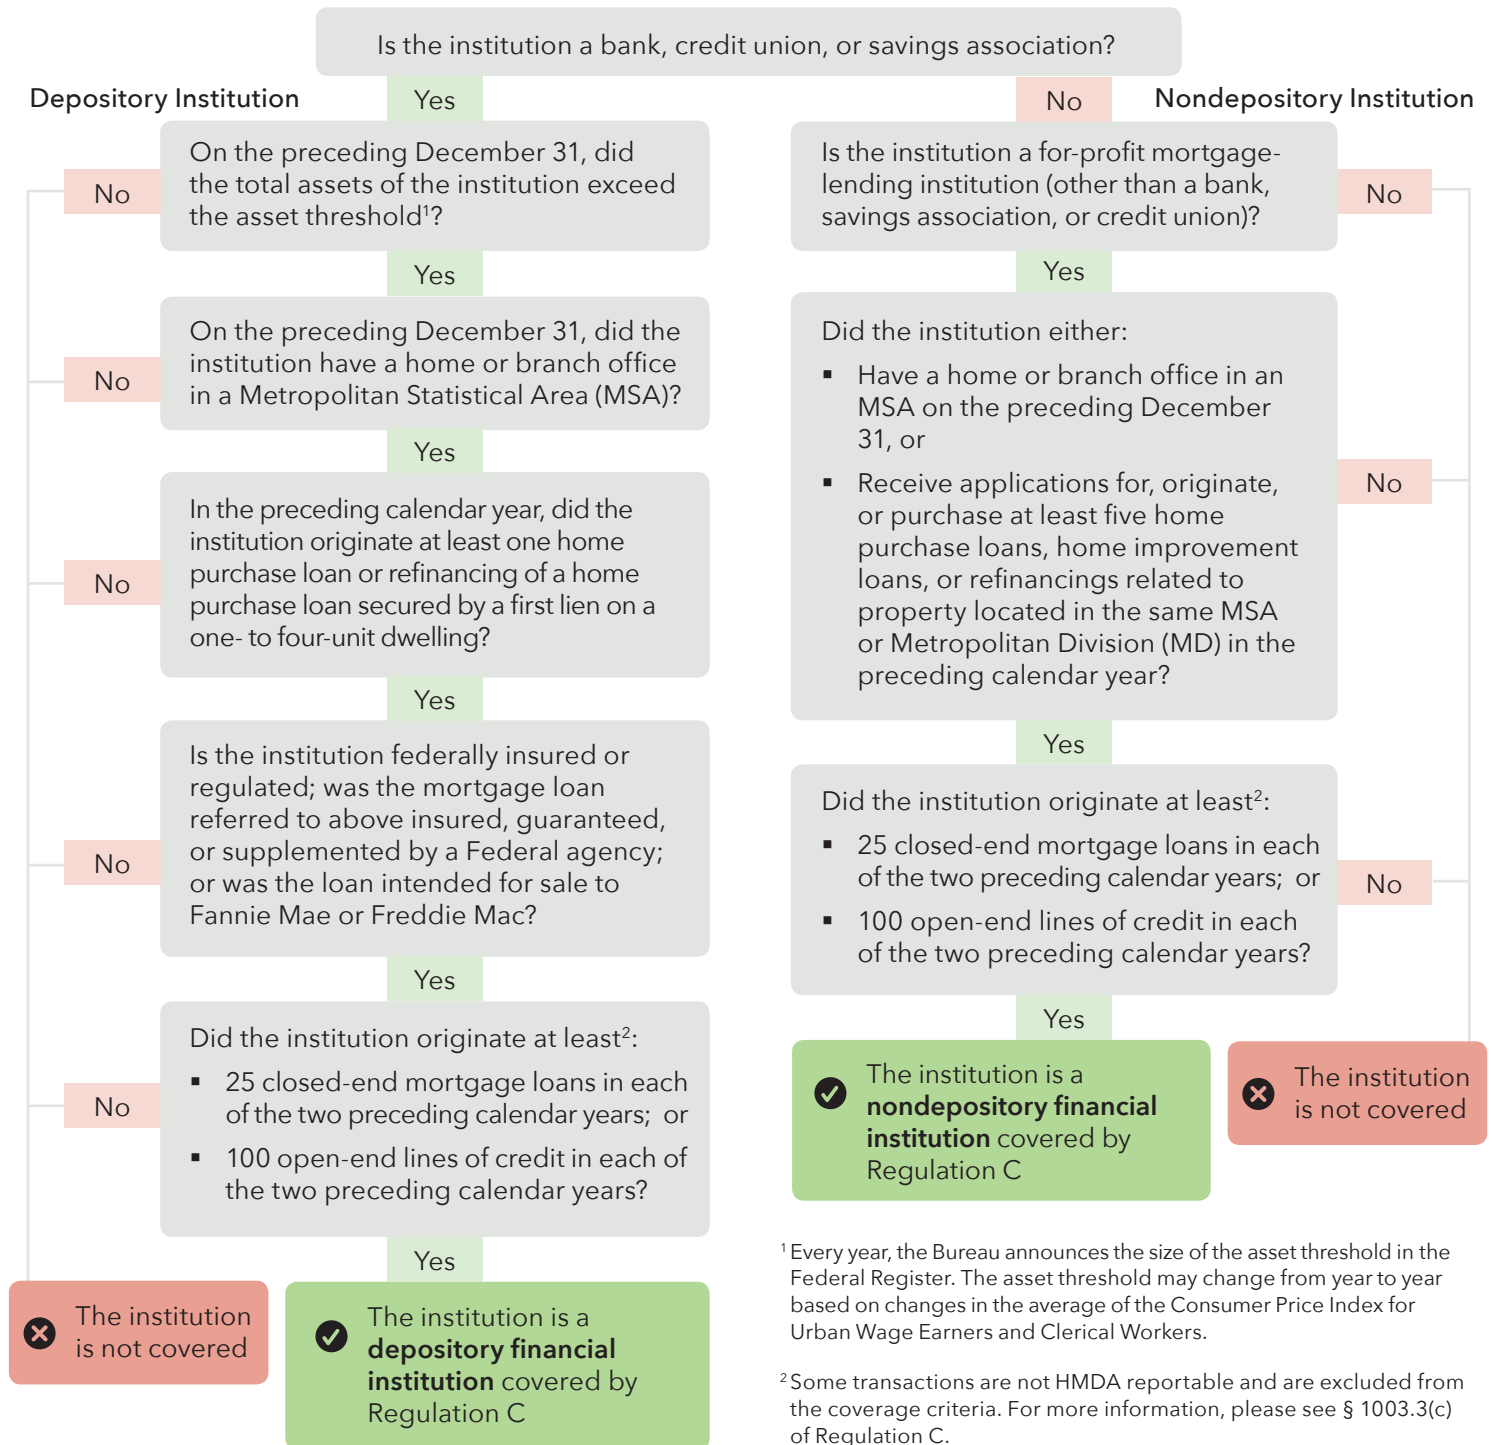 Is the institution a bank, credit union, or savings association?
Depository Institution
Yes
No
Nondepository Institution
On the preceding December 31, did
the total assets of the institution exceed
the asset threshold¹?
No
Yes
On the preceding December 31, did the
institution have a home or branch office
in a Metropolitan Statistical Area (MSA)?
No
Yes
In the preceding calendar year, did the
institution originate at least one home
purchase loan or refinancing of a home
purchase loan secured by a first lien on a
one- to four-unit dwelling?
No
Yes
Is the institution federally insured or
regulated; was the mortgage loan
referred to above insured, guaranteed,
or supplemented by a Federal agency;
or was the loan intended for sale to
Fannie Mae or Freddie Mac?
No
Yes
Did the institution originate at least²:
▪ 25 closed-end mortgage loans in each
of the two preceding calendar years; or
▪ 100 open-end lines of credit in each of
the two preceding calendar years?
No
Yes
The institution
is not covered
The institution is a
depository financial
institution covered by
Regulation C
Is the institution a for-profit mortgage-
lending institution (other than a bank,
savings association, or credit union)?
No
Yes
Did the institution either:
▪ Have a home or branch office in an
MSA on the preceding December
31, or
▪ Receive applications for, originate,
or purchase at least five home
purchase loans, home improvement
loans, or refinancings related to
property located in the same MSA
or Metropolitan Division (MD) in the
preceding calendar year?
No
Yes
Did the institution originate at least²:
▪ 25 closed-end mortgage loans in each
of the two preceding calendar years; or
▪ 100 open-end lines of credit in each
of the two preceding calendar years?
No
Yes
The institution is a
nondepository financial
institution covered by
Regulation C
The institution
is not covered
¹ Every year, the Bureau announces the size of the asset threshold in the
Federal Register. The asset threshold may change from year to year
based on changes in the average of the Consumer Price Index for
Urban Wage Earners and Clerical Workers.
² Some transactions are not HMDA reportable and are excluded from
the coverage criteria. For more information, please see § 1003.3(c)
of Regulation C.